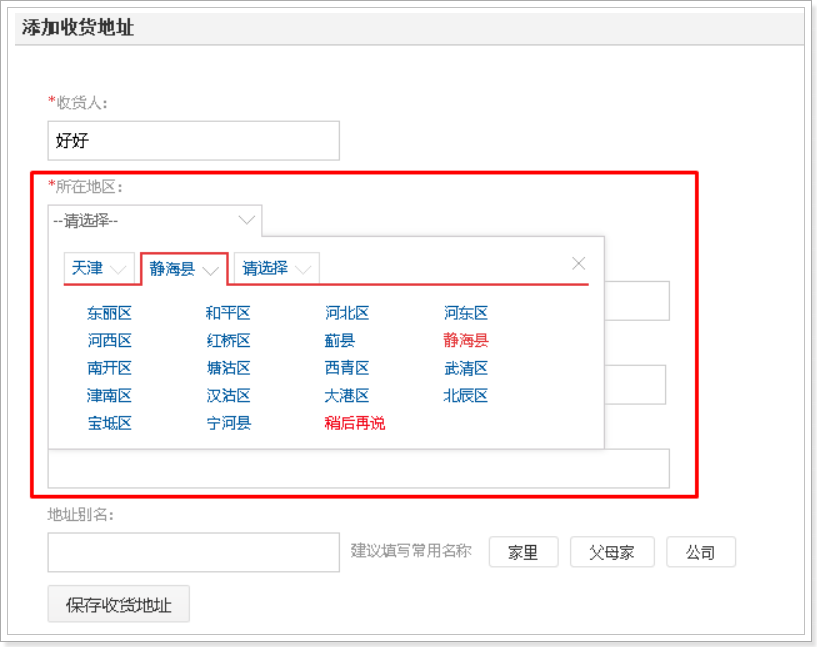 添加收货地址
*收货人：
好好
*所在地区：
--请选择--
天津 静海县 请选择
东丽区 和平区 河北区 河东区
河西区 红桥区 蓟县 静海县
南开区 塘沽区 西青区 武清区
津南区 汉沽区 大港区 北辰区
宝坻区 宁河县 稍后再说
地址别名：
建议填写常用名称 家里 父母家 公司
保存收货地址